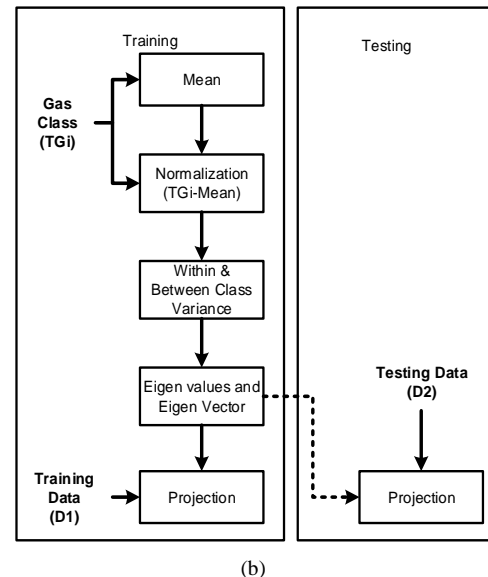 Training
Mean
Gas
Class
(TGi)
Normalization
(TGi-Mean)
Within &
Between Class
Variance
Eigen values and
Eigen Vector
Training
Data
(D1)
Projection
Testing
Testing Data
(D2)
Projection
(b)